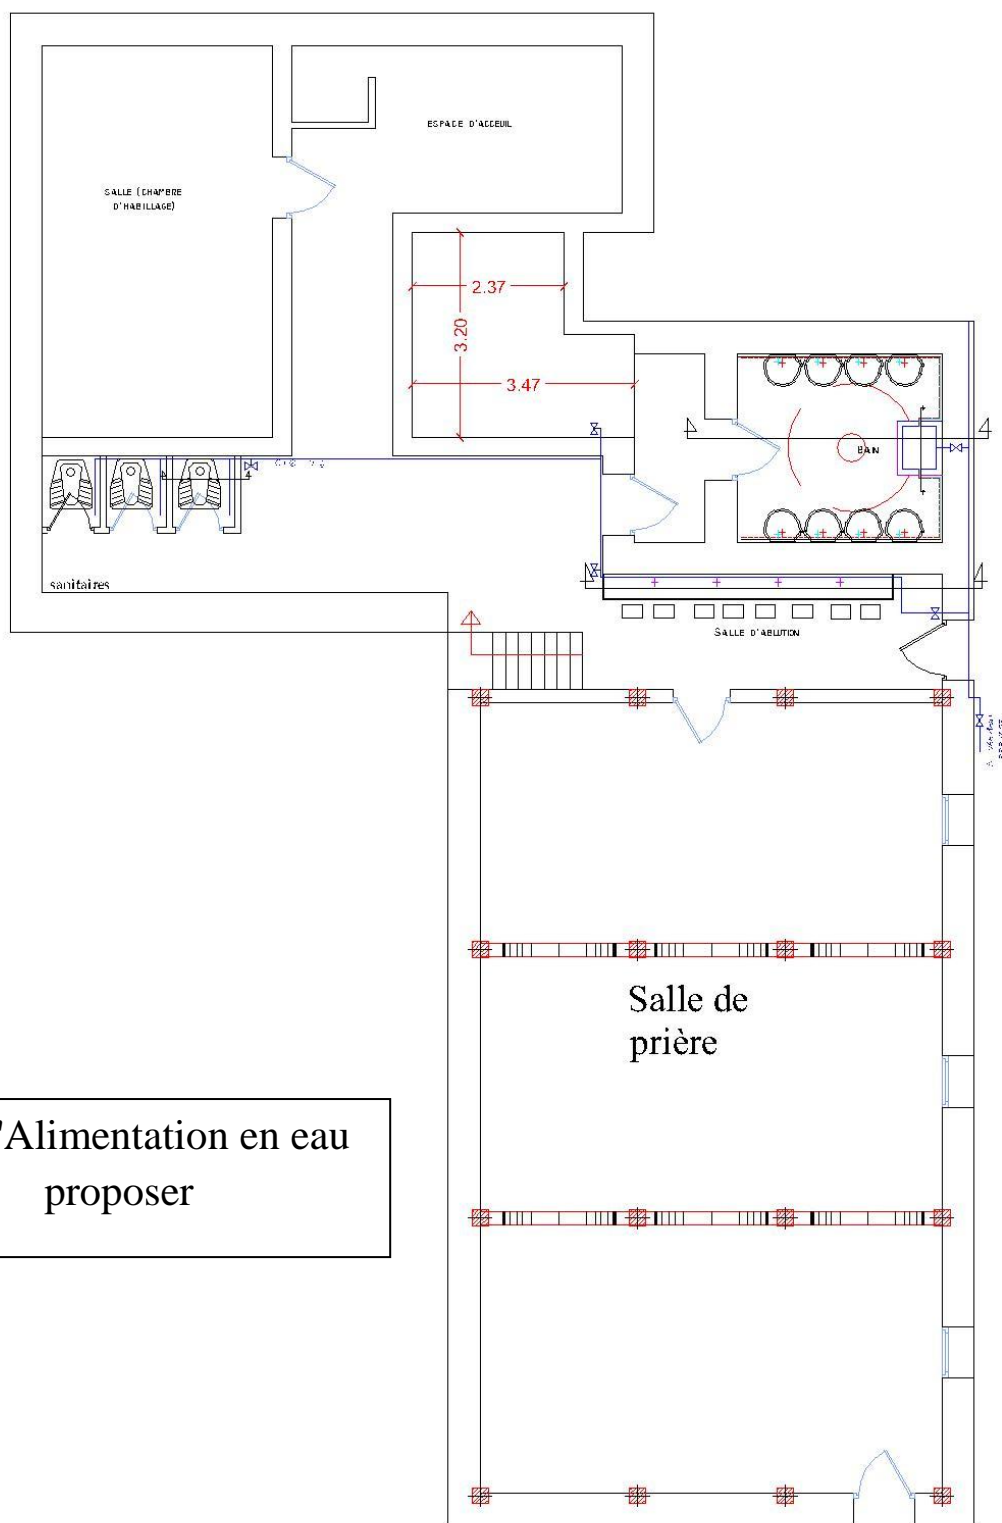 ESPACE D'ACCEUIL
SALLE (CHAMBRE
D'HABILLAGE)
2.37
3.20
3.47
BAIN
sanitaires
SALLE D'ABLUTION
Salle de
prière
'Alimentation en eau
proposer